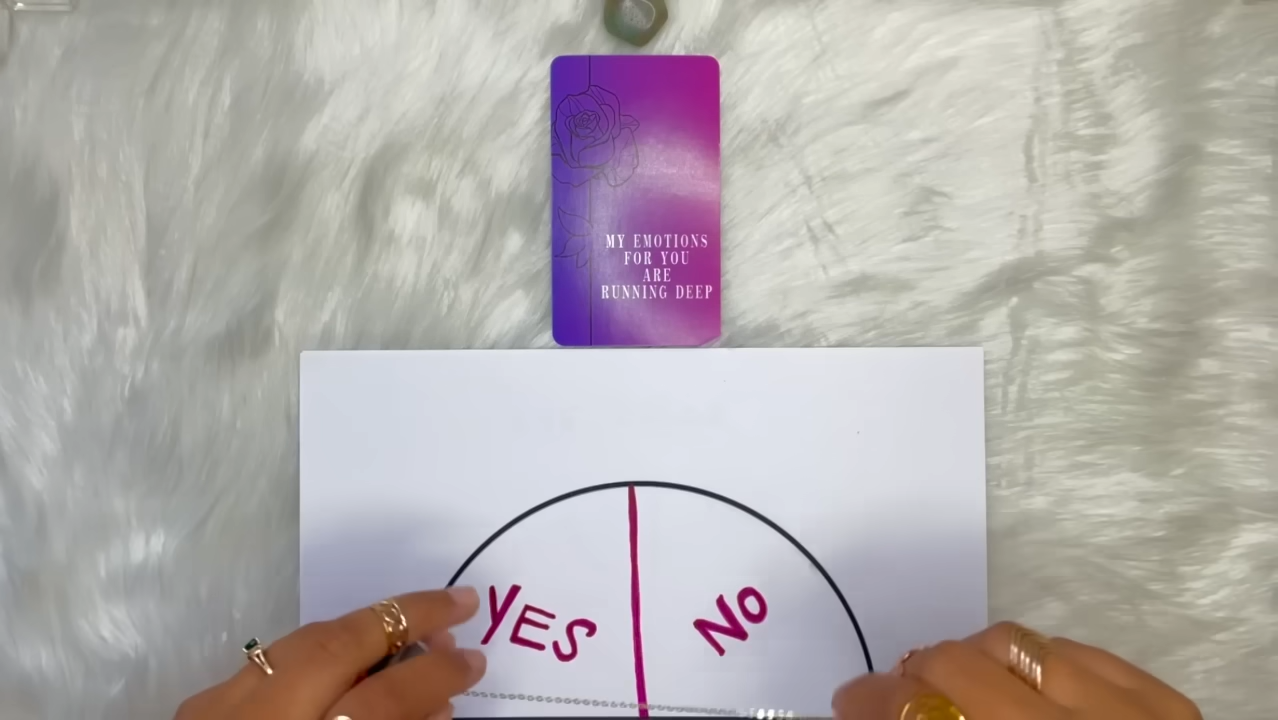 MY EMOTIONS
FOR YOU
ARE
RUNNING DEEP
YES
NO